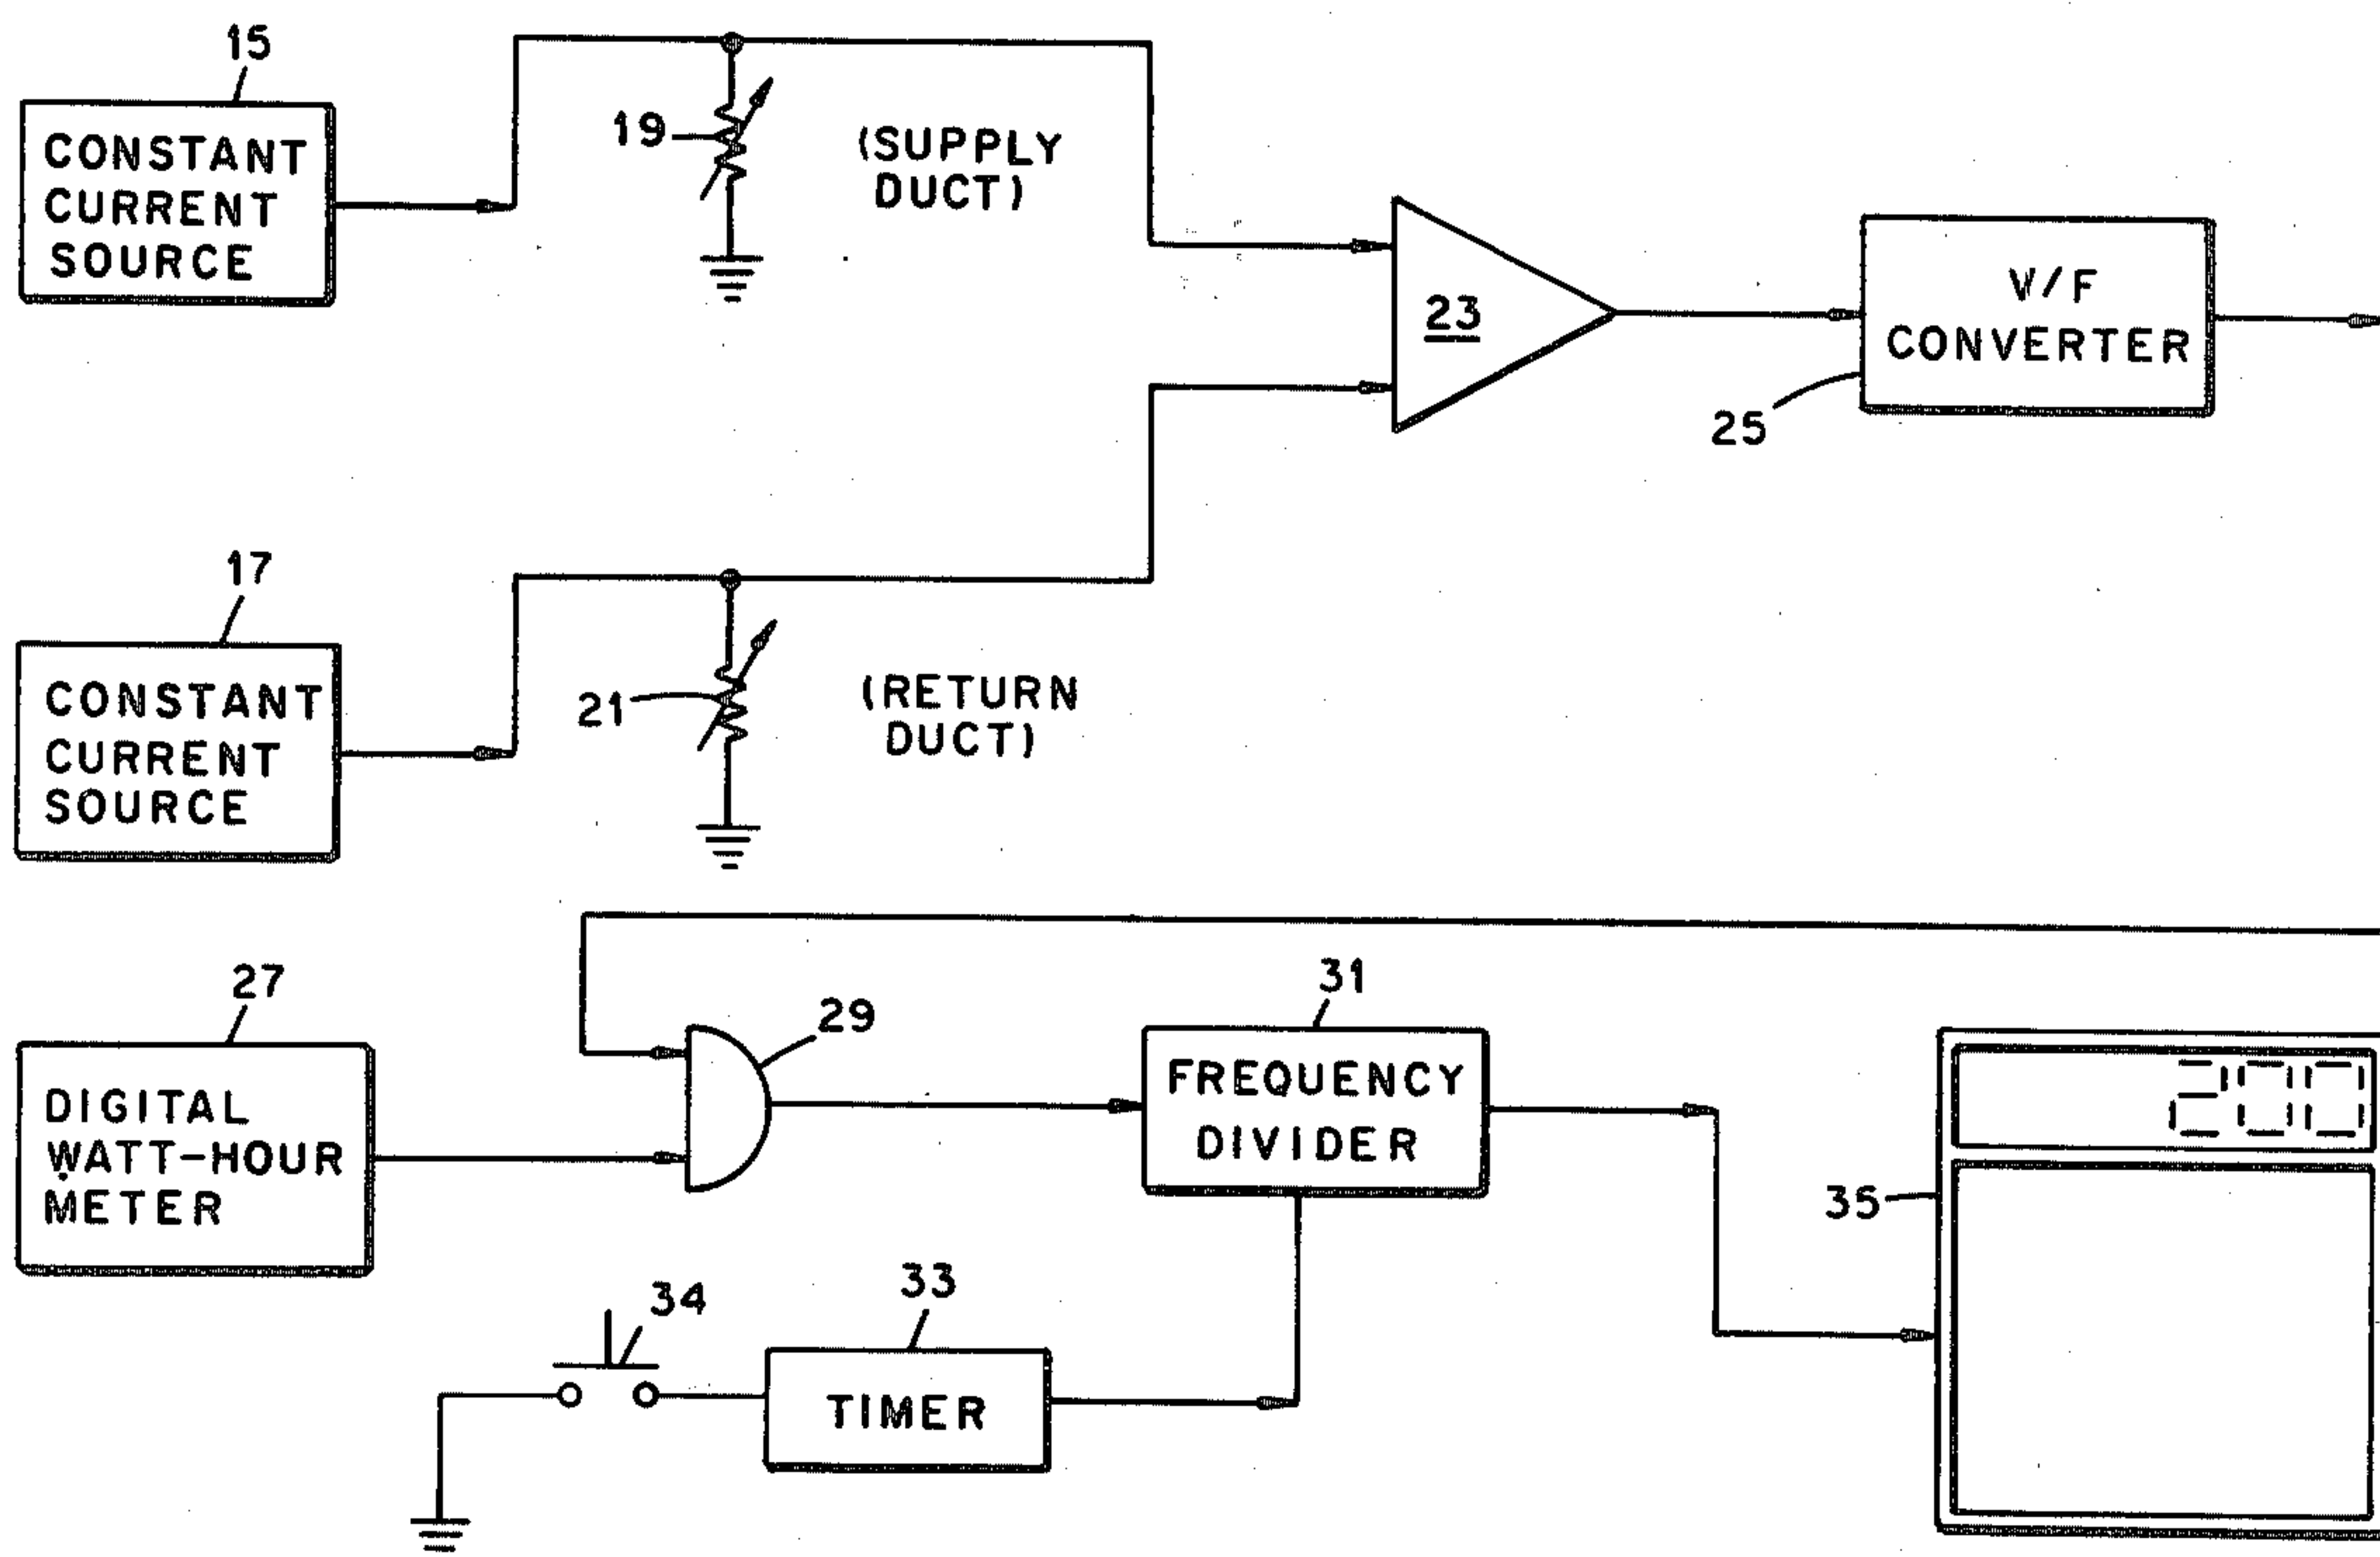 15
CONSTANT
CURRENT
SOURCE
19
(SUPPLY
DUCT)
23
V/F
CONVERTER
25
17
CONSTANT
CURRENT
SOURCE
21
(RETURN
DUCT)
27
DIGITAL
WATT-HOUR
METER
29
31
FREQUENCY
DIVIDER
200
35
34
33
TIMER